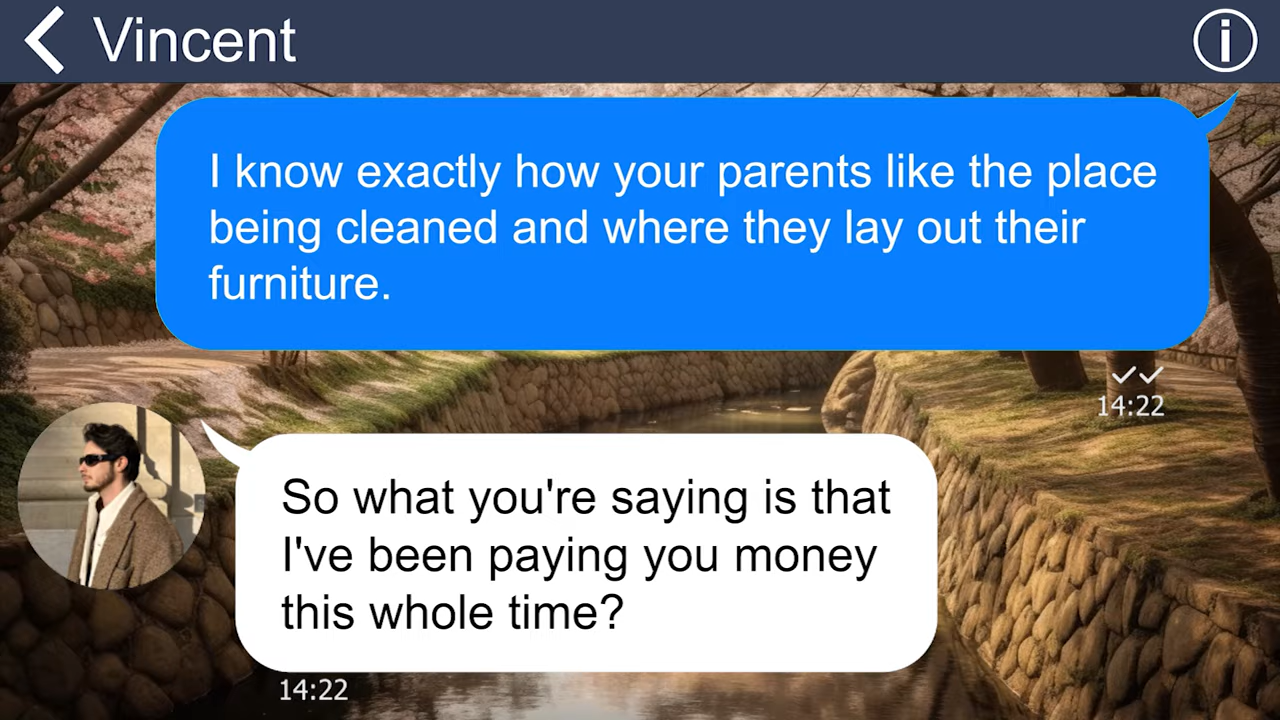 Vincent
I know exactly how your parents like the place
being cleaned and where they lay out their
furniture.
14:22
So what you're saying is that
I've been paying you money
this whole time?
14:22